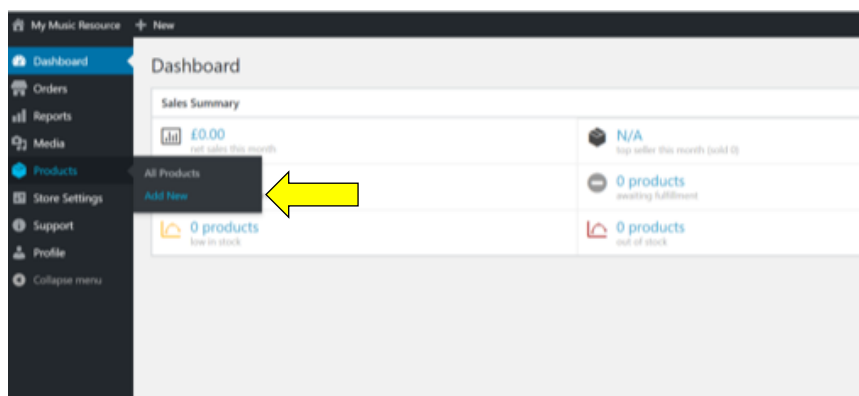 My Music Resource + New
Dashboard
Orders
Reports
Media
Products
Store Settings
Support
Profile
Collapse menu
All Products
Add New
Dashboard
Sales Summary
£0.00
net sales this month
N/A
top seller this month (sold 0)
0 products
awaiting fulfillment
0 products
low in stock
0 products
out of stock